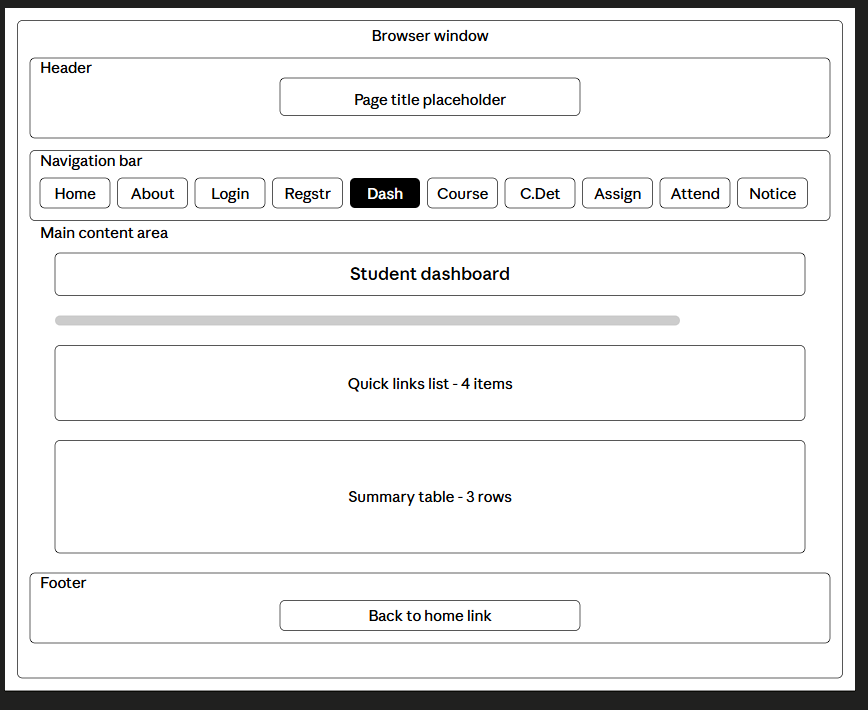 Browser window
Header
Page title placeholder
Navigation bar
Home About Login Regstr Dash Course C.Det Assign Attend Notice
Main content area
Student dashboard
Quick links list - 4 items
Summary table - 3 rows
Footer
Back to home link